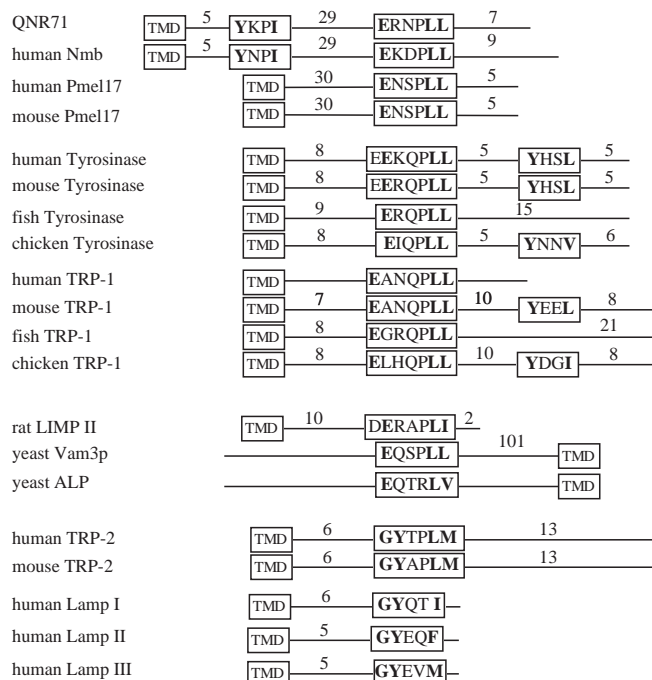 QNR71 TMD 5 YKPI 29 ERNPLL 7
human Nmb TMD 5 YNPI 29 EKDPLL 9
human Pmel17 TMD 30 ENSPLL 5
mouse Pmel17 TMD 30 ENSPLL 5
human Tyrosinase TMD 8 EEKQPLL 5 YHSL 5
mouse Tyrosinase TMD 8 EERQPLL 5 YHSL 5
fish Tyrosinase TMD 9 ERQPLL 15
chicken Tyrosinase TMD 8 EIQPLL 5 YNNV 6
human TRP-1 TMD EANQPLL
mouse TRP-1 TMD 7 EANQPLL 10 YEEL 8
fish TRP-1 TMD 8 EGRQPLL 21
chicken TRP-1 TMD 8 ELHQPLL 10 YDGI 8
rat LIMP II TMD 10 DERAPLI 2
yeast Vam3p EQSPLL 101 TMD
yeast ALP EQTRLV TMD
human TRP-2 TMD 6 GYTPLM 13
mouse TRP-2 TMD 6 GYAPLM 13
human Lamp I TMD 6 GYQT I
human Lamp II TMD 5 GYEQF
human Lamp III TMD 5 GYEVM